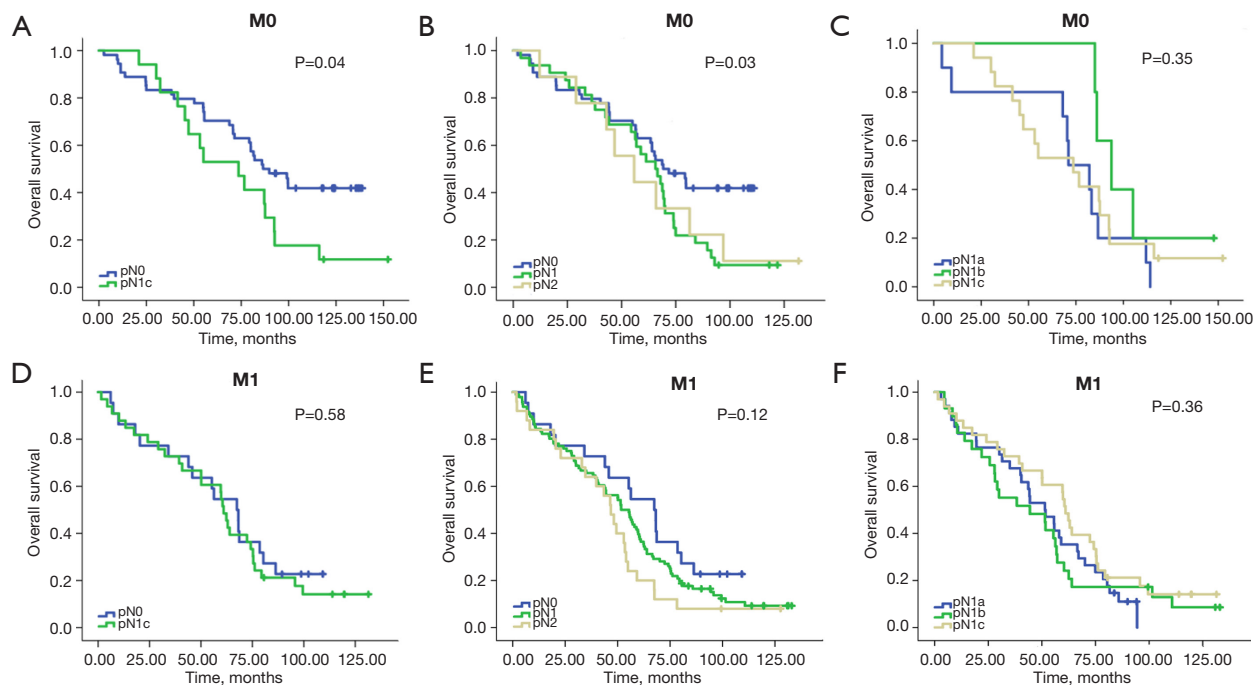 A
M0
P=0.04
Overall survival
1.0
0.8
0.6
0.4
0.2
0.0
pN0
pN1c
0.00 25.00 50.00 75.00 100.00 125.00 150.00
Time, months
B
M0
P=0.03
Overall survival
1.0
0.8
0.6
0.4
0.2
0.0
pN0
pN1
pN2
0.00 25.00 50.00 75.00 100.00 125.00
Time, months
C
M0
P=0.35
Overall survival
1.0
0.8
0.6
0.4
0.2
0.0
pN1a
pN1b
pN1c
0.00 25.00 50.00 75.00 100.00 125.00 150.00
Time, months
D
M1
P=0.58
Overall survival
1.0
0.8
0.6
0.4
0.2
0.0
pN0
pN1c
0.00 25.00 50.00 75.00 100.00 125.00
Time, months
E
M1
P=0.12
Overall survival
1.0
0.8
0.6
0.4
0.2
0.0
pN0
pN1
pN2
0.00 25.00 50.00 75.00 100.00 125.00
Time, months
F
M1
P=0.36
Overall survival
1.0
0.8
0.6
0.4
0.2
0.0
pN1a
pN1b
pN1c
0.00 25.00 50.00 75.00 100.00 125.00
Time, months